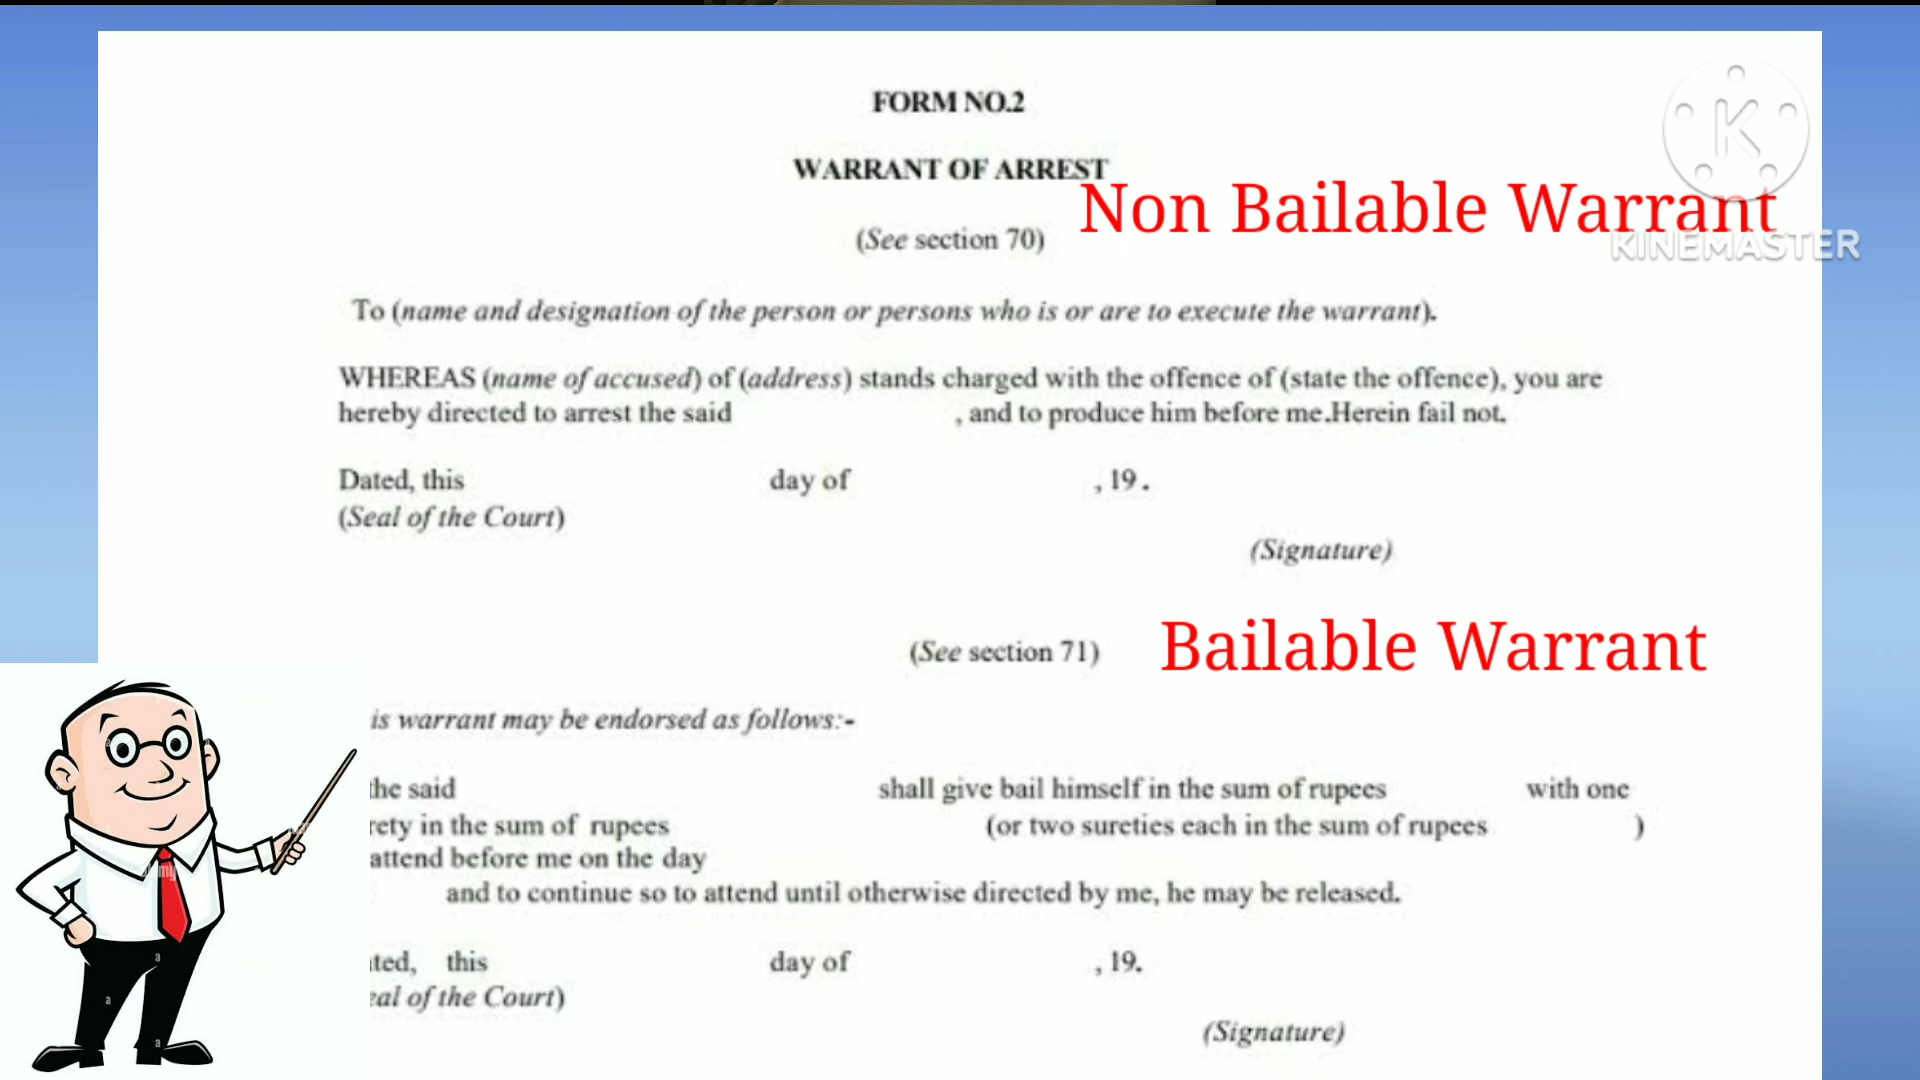 FORM NO.2
WARRANT OF ARREST
Non Bailable Warrant
(See section 70)
K
KINEMASTER
To (name and designation of the person or persons who is or are to execute the warrant).
WHEREAS (name of accused) of (address) stands charged with the offence of (state the offence), you are
hereby directed to arrest the said , and to produce him before me.Herein fail not.
Dated, this day of , 19 .
(Seal of the Court)
(Signature)
(See section 71) Bailable Warrant
is warrant may be endorsed as follows:-
he said shall give bail himself in the sum of rupees with one
rety in the sum of rupees (or two sureties each in the sum of rupees )
attend before me on the day
and to continue so to attend until otherwise directed by me, he may be released.
ted, this day of , 19.
eal of the Court)
(Signature)